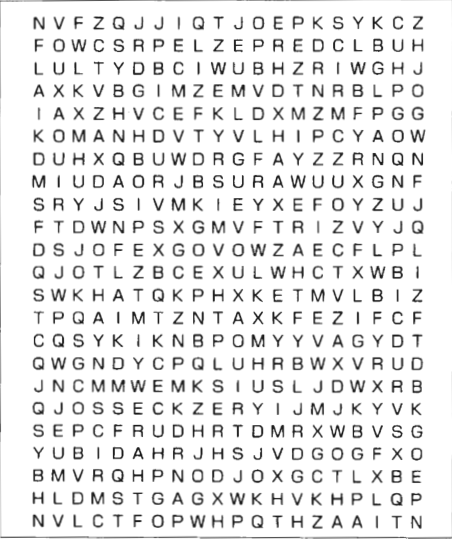 N V F Z Q J J I Q T J O E P K S Y K C Z
F O W C S R P E L Z E P R E D C L B U H
L U L T Y D B C I W U B H Z R I W G H J
A X K V B G I M Z E M V D T N R B L P O
I A X Z H V C E F K L D X M Z M F P G G
K O M A N H D V T Y V L H I P C Y A O W
D U H X Q B U W D R G F A Y Z Z R N Q N
M I U D A O R J B S U R A W U U X G N F
S R Y J S I V M K I E Y X E F O Y Z U J
F T D W N P S X G M V F T R I Z V Y J Q
D S J O F E X G O V O W Z A E C F L P L
Q J O T L Z B C E X U L W H C T X W B I
S W K H A T Q K P H X K E T M V L B I Z
T P Q A I M T Z N T A X K F E Z I F C F
C Q S Y K I K N B P O M Y Y V A G Y D T
Q W G N D Y C P Q L U H R B W X V R U D
J N C M M W E M K S I U S L J D W X R B
Q J O S S E C K Z E R Y I J M J K Y V K
S E P C F R U D H R T D M R X W B V S G
Y U B I D A H R J H S J V D G O G F X O
B M V R Q H P N O D J O X G C T L X B E
H L D M S T G A G X W K H V K H P L Q P
N V L C T F O P W H P Q T H Z A A I T N